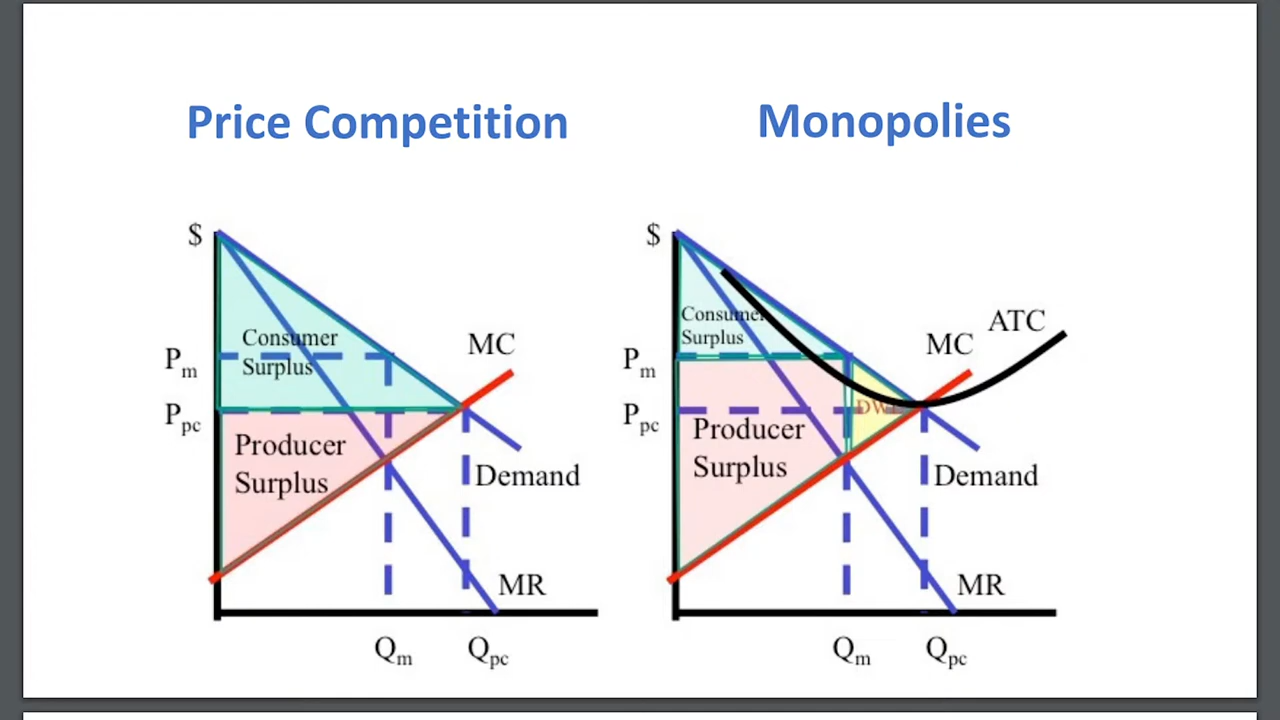 Price Competition
Monopolies
$
Consumer
Surplus
MC
Pm
Ppc
Producer
Surplus
Demand
MR
Qm
Qpc
$
Consumer
Surplus
ATC
MC
Pm
Ppc
DWL
Producer
Surplus
Demand
MR
Qm
Qpc